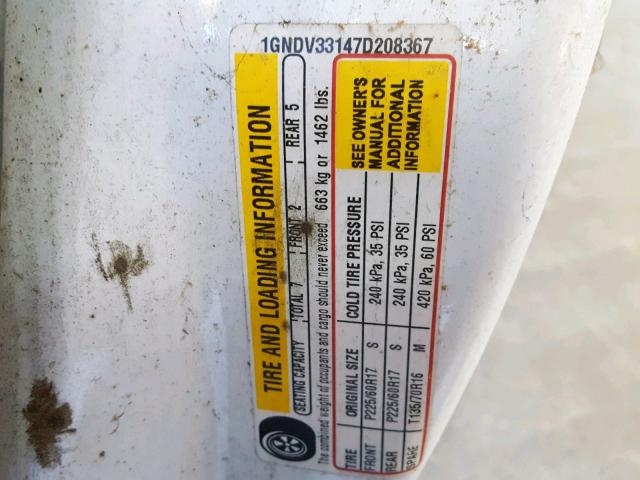 1GNDV33147D208367
TIRE AND LOADING INFORMATION
SEATING CAPACITY TOTAL 7 FRONT 2 REAR 5
The combined weight of occupants and cargo should never exceed 663 kg or 1462 lbs.
TIRE ORIGINAL SIZE COLD TIRE PRESSURE
FRONT P225/60R17 S 240 kPa, 35 PSI
REAR P225/60R17 S 240 kPa, 35 PSI
SPARE T135/70R16 M 420 kPa, 60 PSI
SEE OWNER'S
MANUAL FOR
ADDITIONAL
INFORMATION